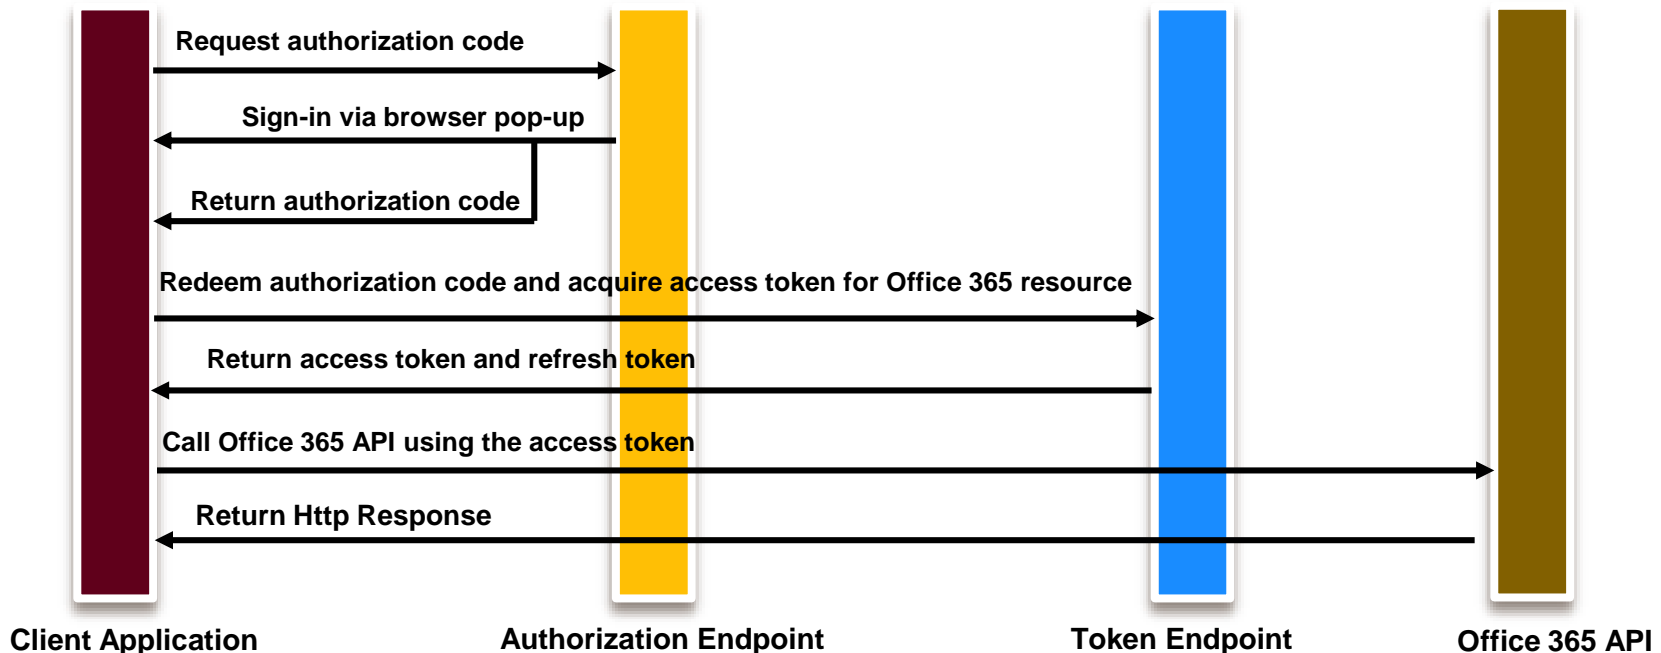 Request authorization code
Sign-in via browser pop-up
Return authorization code
Redeem authorization code and acquire access token for Office 365 resource
Return access token and refresh token
Call Office 365 API using the access token
Return Http Response
Client Application
Authorization Endpoint
Token Endpoint
Office 365 API